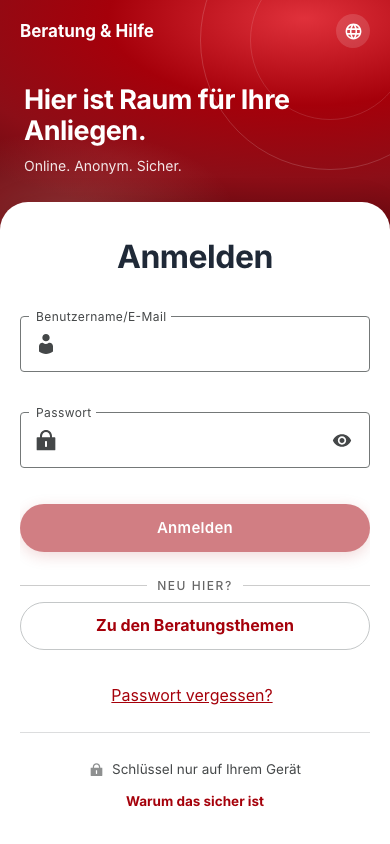 Beratung & Hilfe
Hier ist Raum für Ihre
Anliegen.
Online. Anonym. Sicher.
Anmelden
Benutzername/E-Mail
Passwort
Anmelden
NEU HIER?
Zu den Beratungsthemen
Passwort vergessen?
Schlüssel nur auf Ihrem Gerät
Warum das sicher ist